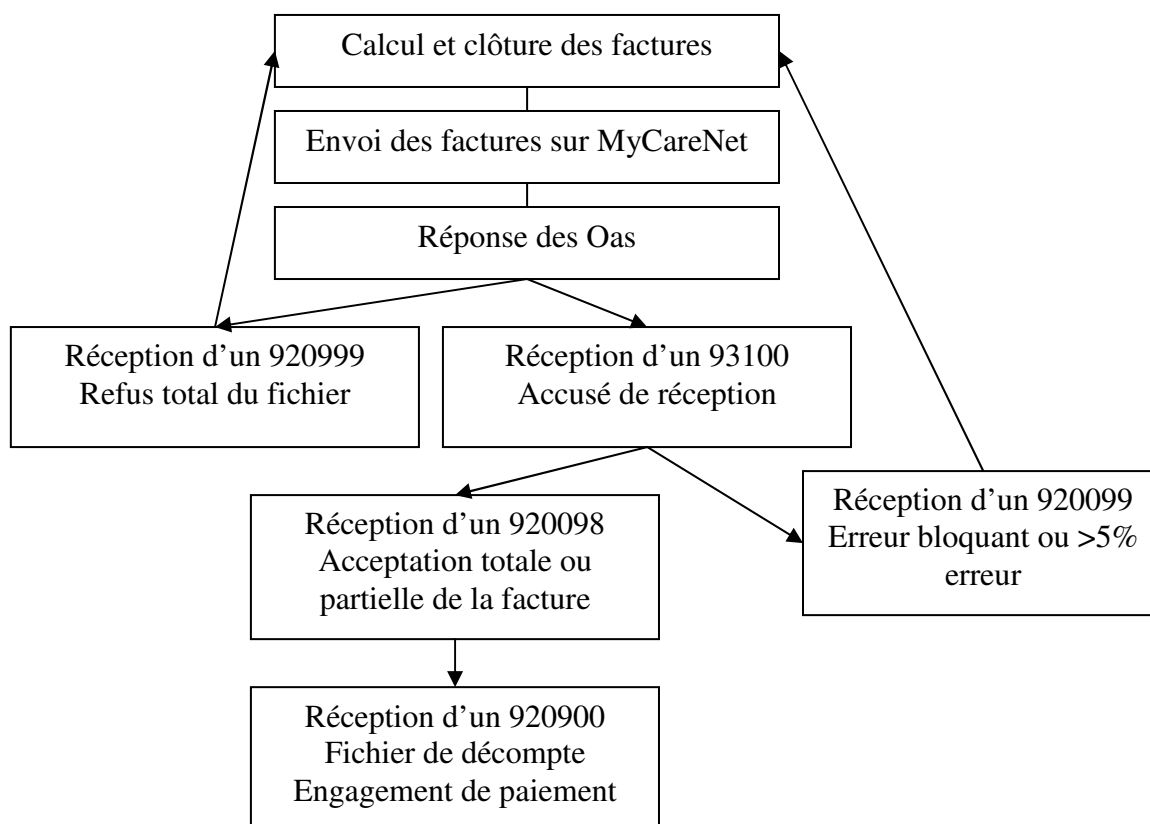 Calcul et clôture des factures
Envoi des factures sur MyCareNet
Réponse des Oas
Réception d’un 920999
Refus total du fichier
Réception d’un 93100
Accusé de réception
Réception d’un 920098
Acceptation totale ou
partielle de la facture
Réception d’un 920099
Erreur bloquant ou >5%
erreur
Réception d’un 920900
Fichier de décompte
Engagement de paiement